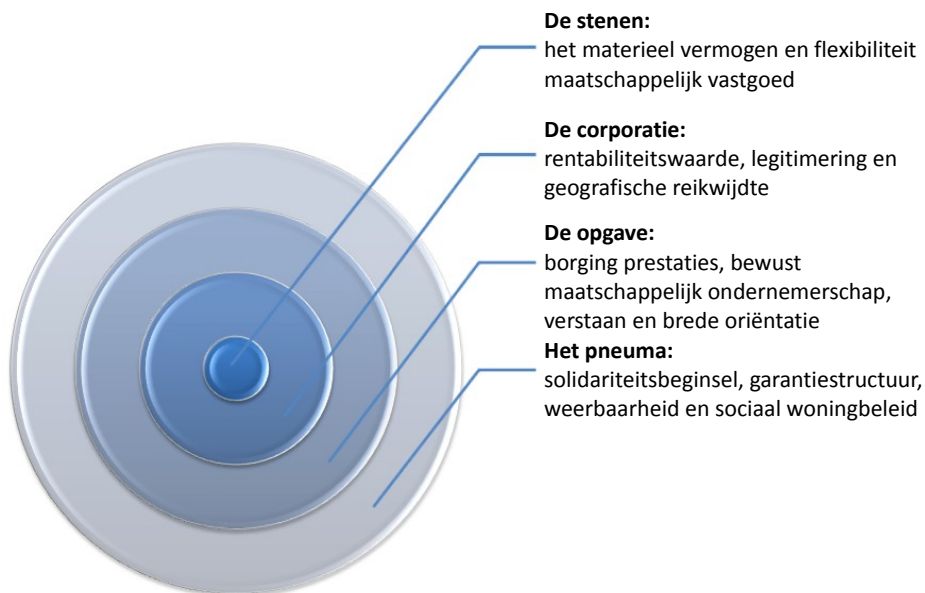 De stenen:
het materieel vermogen en flexibiliteit
maatschappelijk vastgoed
De corporatie:
rentabiliteitswaarde, legitimering en
geografische reikwijdte
De opgave:
borging prestaties, bewust
maatschappelijk ondernemerschap,
verstaan en brede oriëntatie
Het pneuma:
solidariteitsbeginsel, garantiestructuur,
weerbaarheid en sociaal woningbeleid